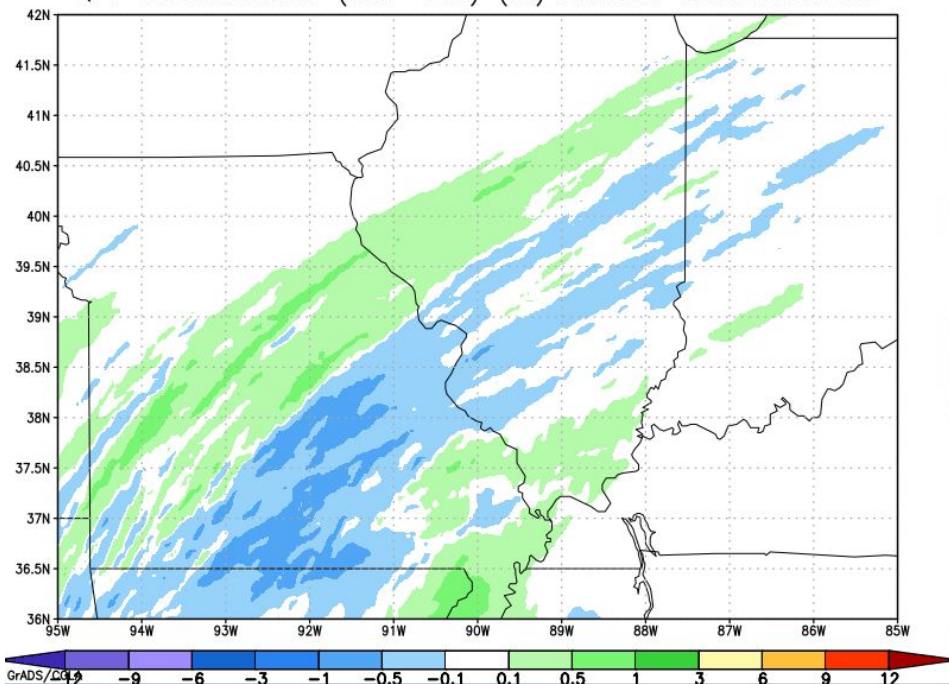 42N
41.5N
41N
40.5N
40N
39.5N
39N
38.5N
38N
37.5N
37N
36.5N
36N
95W 94W 93W 92W 91W 90W 89W 88W 87W 86W 85W
-9 -6 -3 -1 -0.5 -0.1 0.1 0.5 1 3 6 9 12
GrADS/COLA